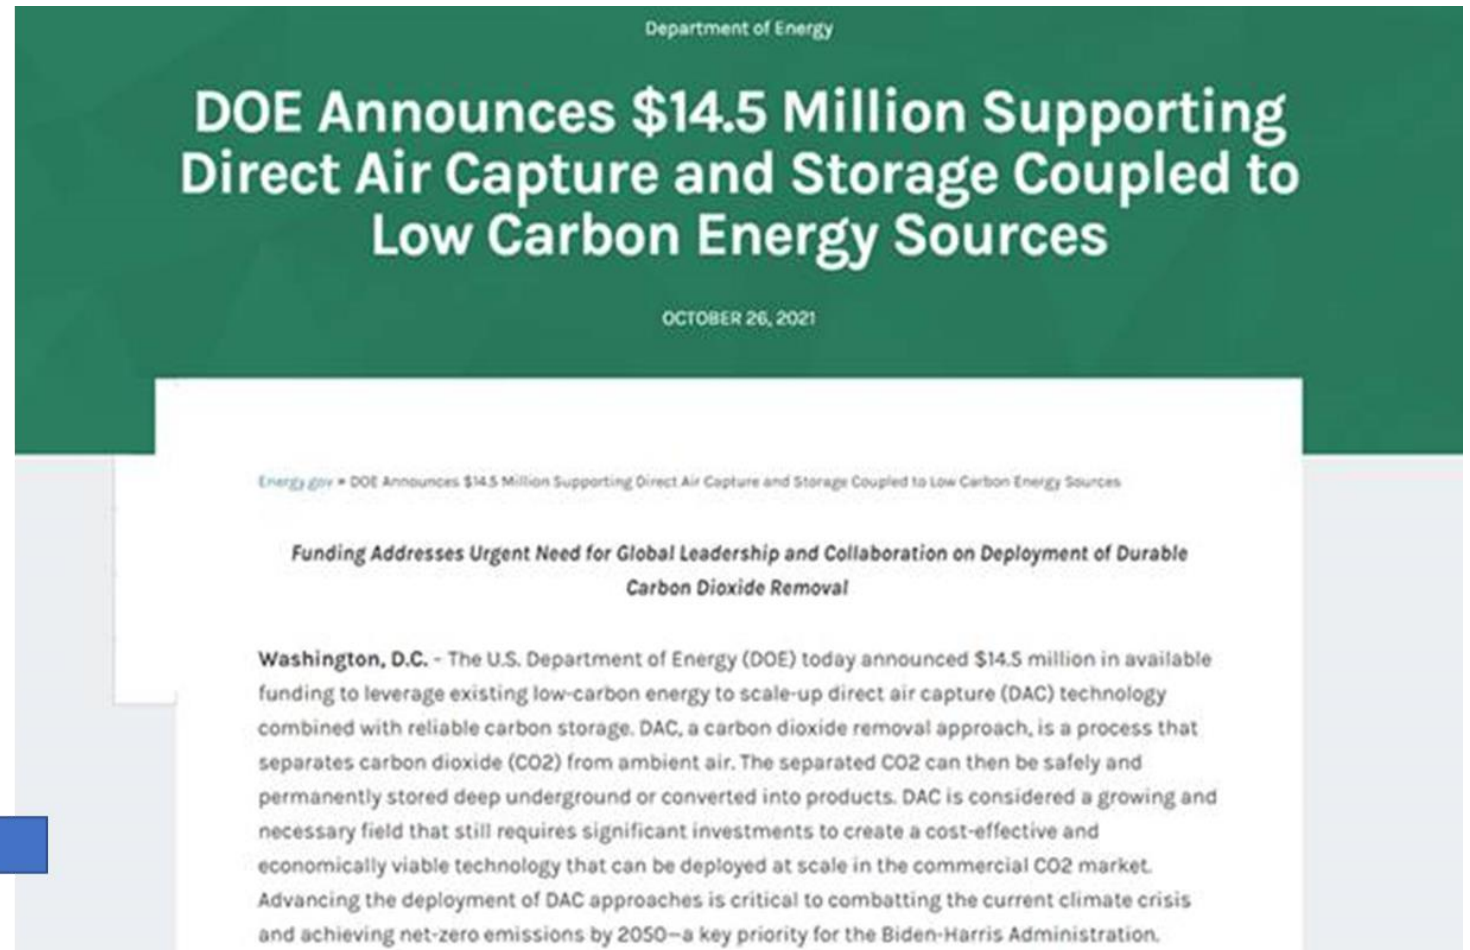 Department of Energy
DOE Announces $14.5 Million Supporting
Direct Air Capture and Storage Coupled to
Low Carbon Energy Sources
OCTOBER 26, 2021
Energy.gov » DOE Announces $14.5 Million Supporting Direct Air Capture and Storage Coupled to Low Carbon Energy Sources
Funding Addresses Urgent Need for Global Leadership and Collaboration on Deployment of Durable
Carbon Dioxide Removal
Washington, D.C. - The U.S. Department of Energy (DOE) today announced $14.5 million in available
funding to leverage existing low-carbon energy to scale-up direct air capture (DAC) technology
combined with reliable carbon storage. DAC, a carbon dioxide removal approach, is a process that
separates carbon dioxide (CO2) from ambient air. The separated CO2 can then be safely and
permanently stored deep underground or converted into products. DAC is considered a growing and
necessary field that still requires significant investments to create a cost-effective and
economically viable technology that can be deployed at scale in the commercial CO2 market.
Advancing the deployment of DAC approaches is critical to combatting the current climate crisis
and achieving net-zero emissions by 2050—a key priority for the Biden-Harris Administration.